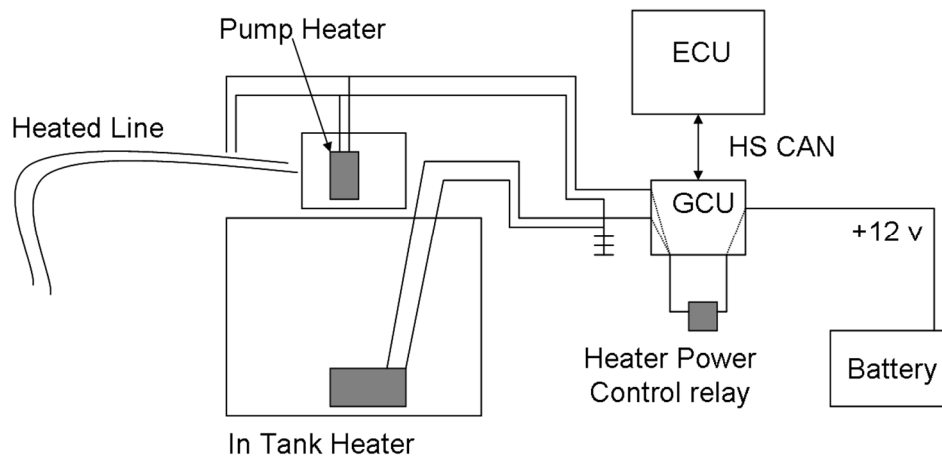 Pump Heater
ECU
Heated Line
HS CAN
GCU
+12 v
Heater Power
Control relay
Battery
In Tank Heater